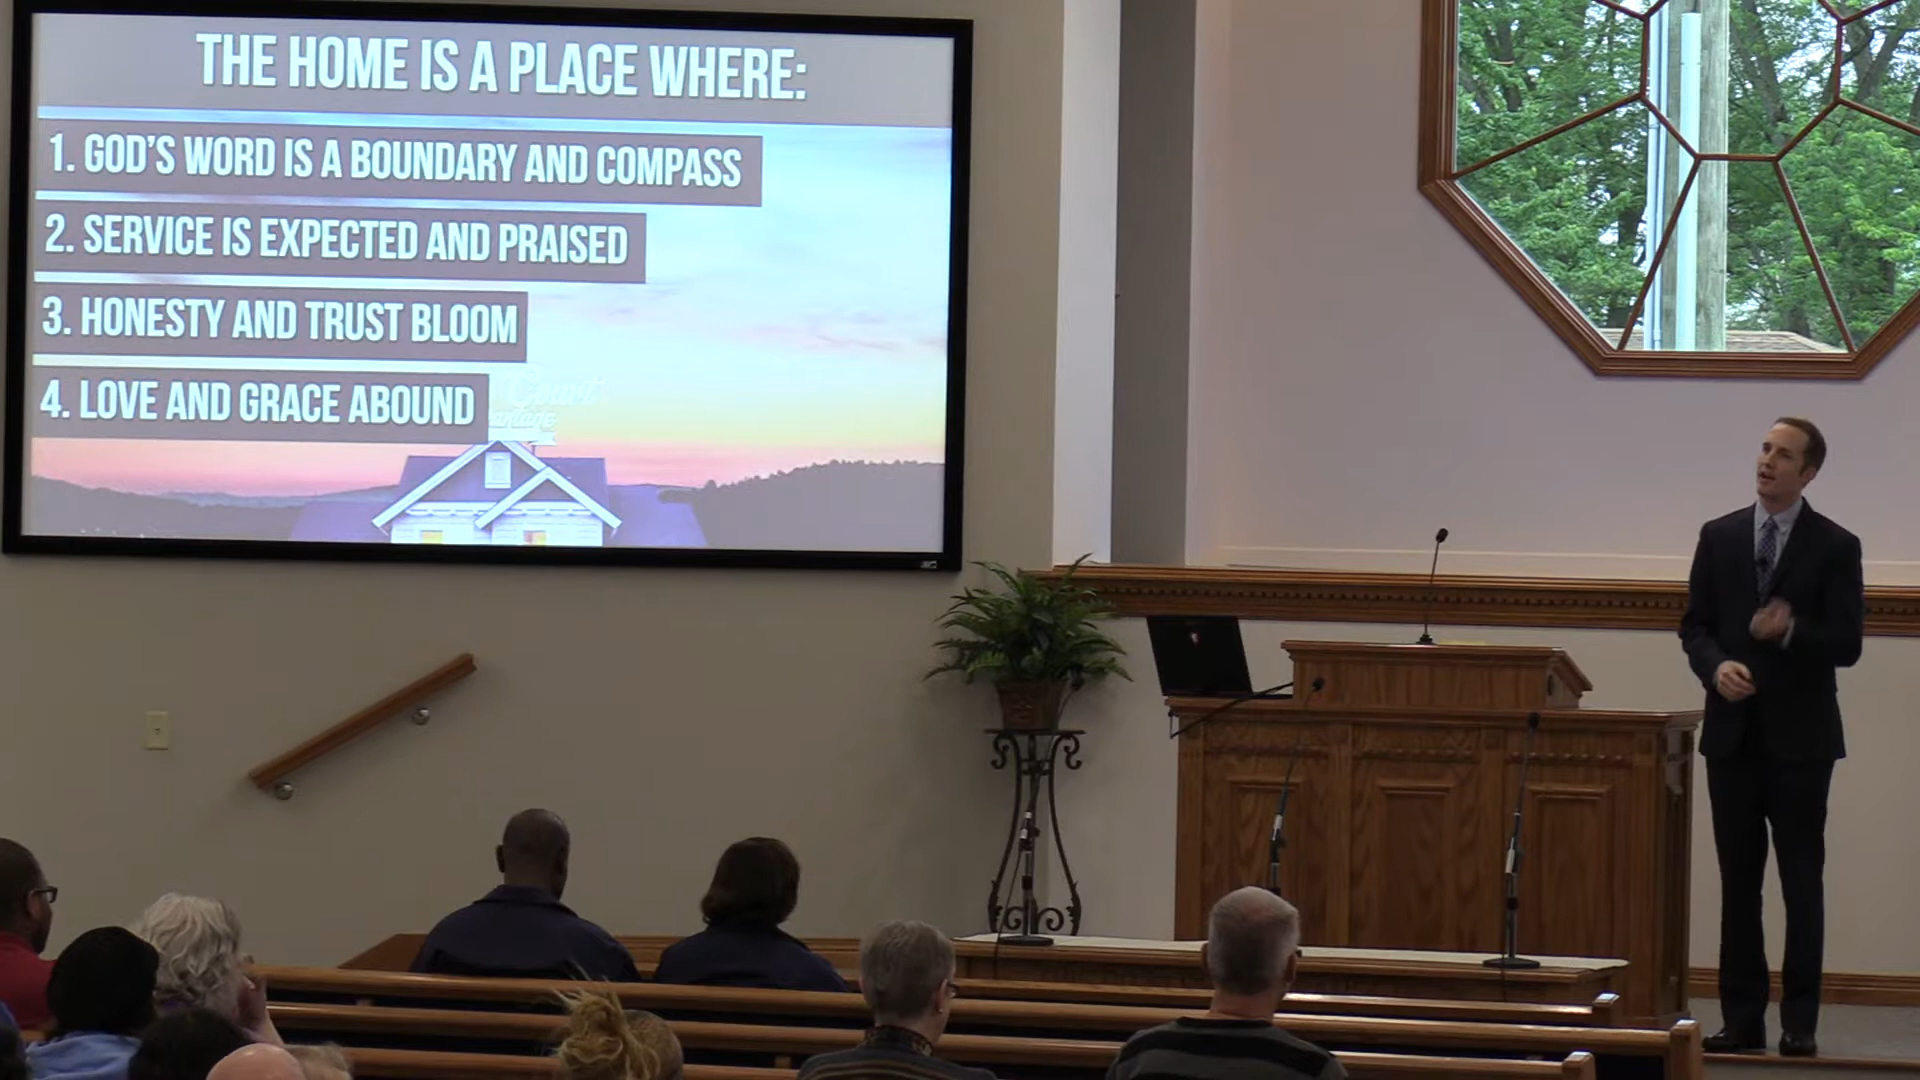 THE HOME IS A PLACE WHERE:
1. GOD'S WORD IS A BOUNDARY AND COMPASS
2. SERVICE IS EXPECTED AND PRAISED
3. HONESTY AND TRUST BLOOM
4. LOVE AND GRACE ABOUND
Court